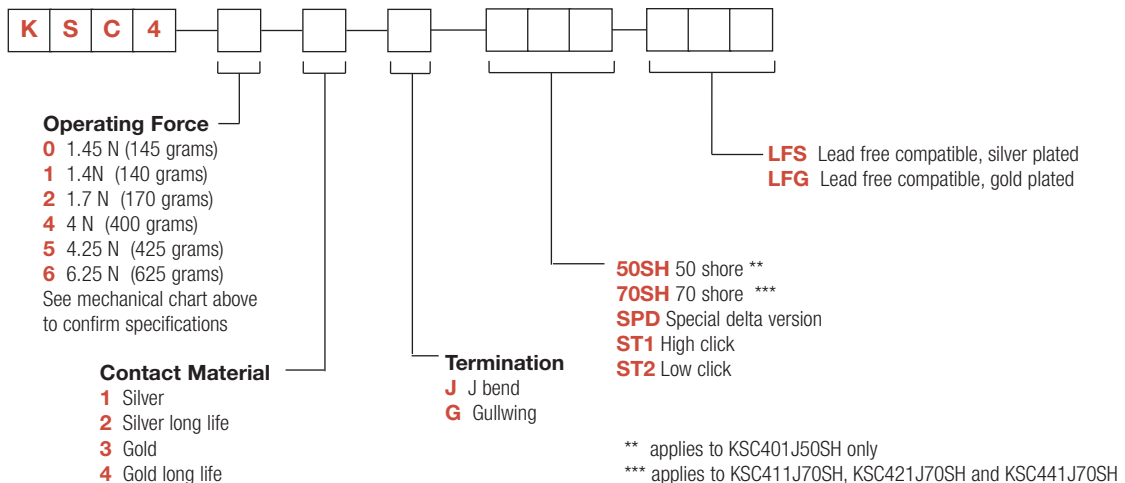 K S C 4
Operating Force
0 1.45 N (145 grams)
1 1.4N (140 grams)
2 1.7 N (170 grams)
4 4 N (400 grams)
5 4.25 N (425 grams)
6 6.25 N (625 grams)
See mechanical chart above
to confirm specifications
Contact Material
1 Silver
2 Silver long life
3 Gold
4 Gold long life
Termination
J J bend
G Gullwing
50SH 50 shore **
70SH 70 shore ***
SPD Special delta version
ST1 High click
ST2 Low click
LFS Lead free compatible, silver plated
LFG Lead free compatible, gold plated
** applies to KSC401J50SH only
*** applies to KSC411J70SH, KSC421J70SH and KSC441J70SH